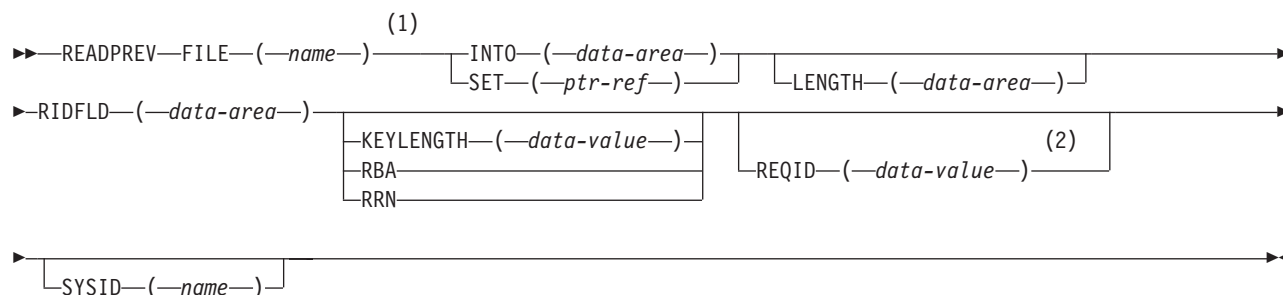 (1)
READPREV FILE ( name ) INTO ( data-area )
SET ( ptr-ref ) LENGTH ( data-area )
RIDFLD ( data-area )
KEYLENGTH ( data-value ) (2)
RBA REQID ( data-value )
RRN
SYSID ( name )